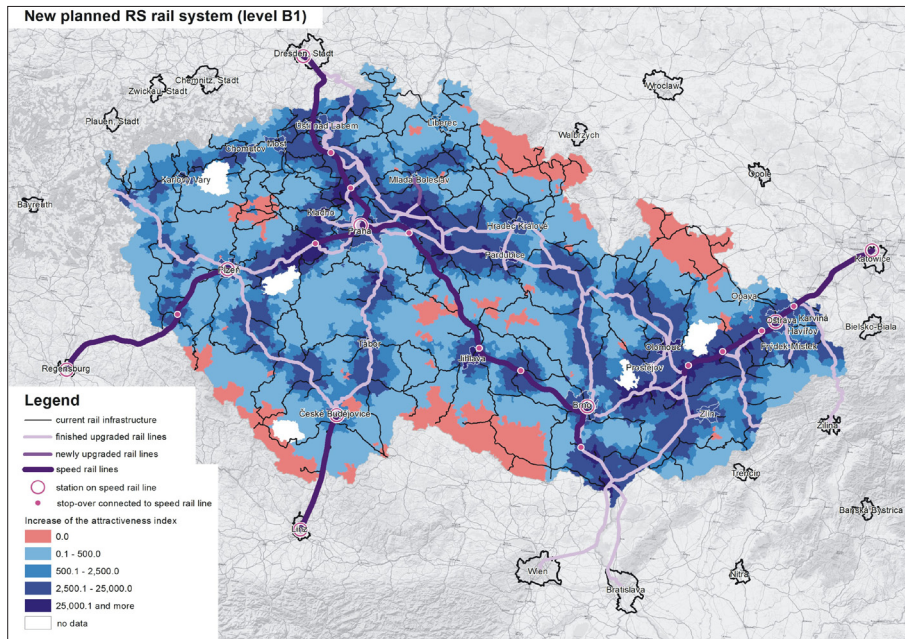 New planned RS rail system (level B1)
Dresden, Stadt
Chemnitz, Stadt
Zwickau, Stadt
Plauen, Stadt
Wroclaw
Walbrzych
Opole
Bayreuth
Ústí nad Labem
Liberec
Most
Chomutov
Karlovy Vary
Mladá Boleslav
Kladno
Praha
Hradec Králové
Pardubice
Plzeň
Katowice
Opava
Ostrava
Karviná
Havířov
Bielsko-Biala
Frýdek-Místek
Olomouc
Tábor
Jihlava
Prostějov
Regensburg
Brno
Zlín
České Budějovice
Žilina
Trenčín
Banská Bystrica
Linz
Wien
Nitra
Bratislava
Legend
current rail infrastructure
finished upgraded rail lines
newly upgraded rail lines
speed rail lines
station on speed rail line
stop-over connected to speed rail line
Increase of the attractiveness index
0.0
0.1 - 500.0
500.1 - 2,500.0
2,500.1 - 25,000.0
25,000.1 and more
no data